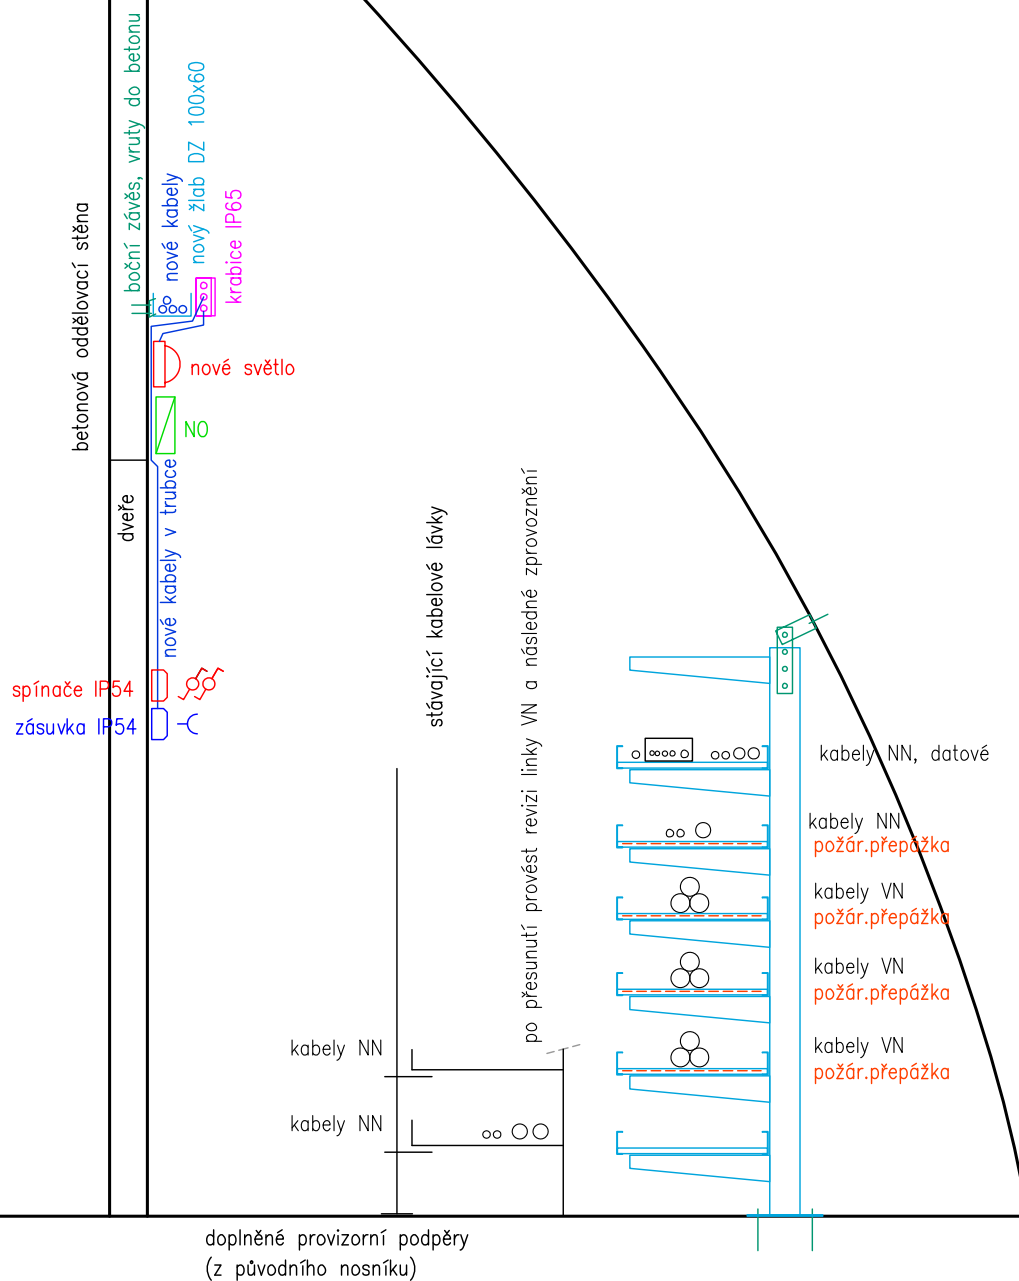 boční závěs, vruty do betonu
nové kabely
nový žlab DZ 100x60
krabice IP65
betonová oddělovací stěna
nové světlo
NO
dveře
nové kabely v trubce
spínače IP54
zásuvka IP54
stávající kabelové lávky
po přesunutí provést revizi linky VN a následné zprovoznění
kabely NN, datové
kabely NN
požár.přepážka
kabely VN
požár.přepážka
kabely VN
požár.přepážka
kabely VN
požár.přepážka
kabely NN
kabely NN
doplněné provizorní podpěry
(z původního nosníku)